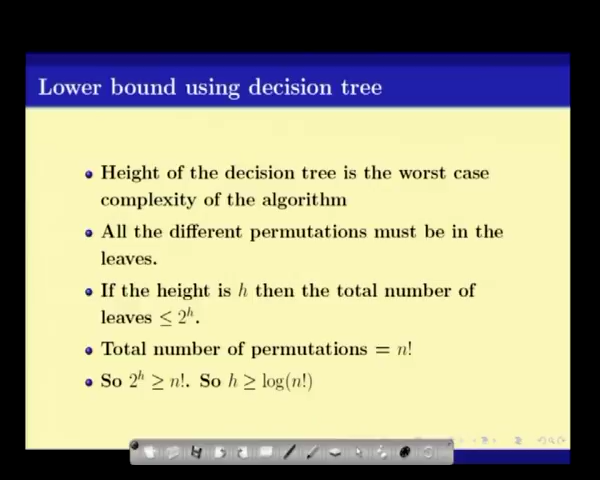 Lower bound using decision tree
Height of the decision tree is the worst case
complexity of the algorithm
All the different permutations must be in the
leaves.
If the height is h then the total number of
leaves ≤ 2^h.
Total number of permutations = n!
So 2^h ≥ n!. So h ≥ log(n!)